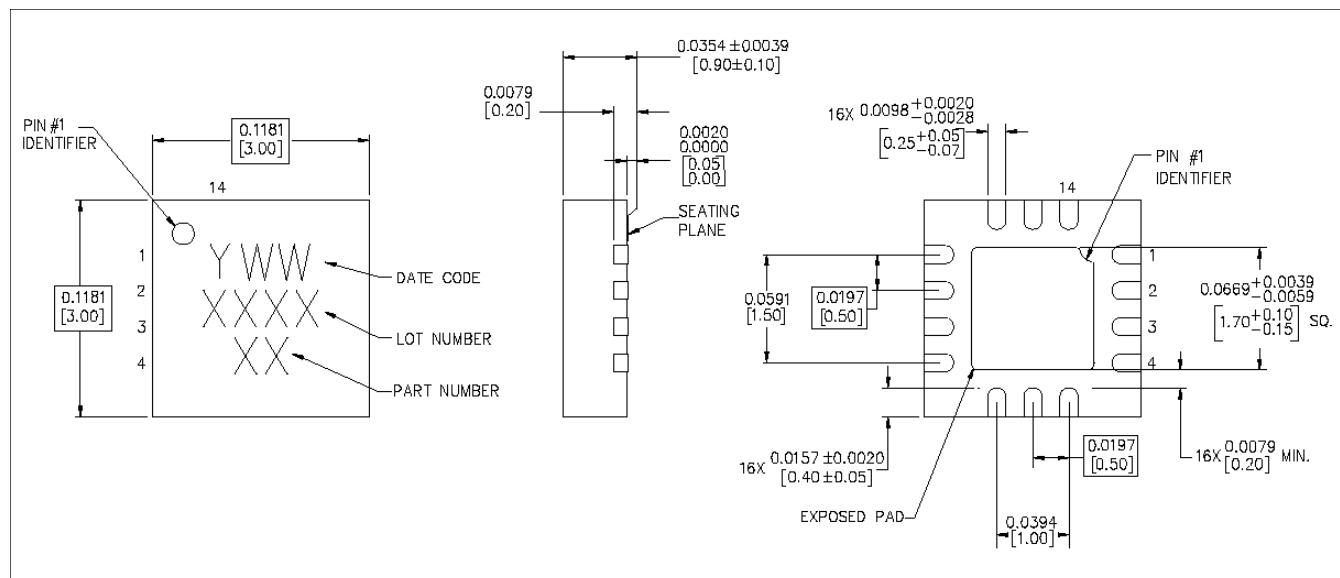 PIN #1
IDENTIFIER
0.1181
[3.00]
14
0.1181
[3.00]
1
2
3
4
Y WW
XXXX
XX
DATE CODE
LOT NUMBER
PART NUMBER
0.0354 ±0.0039
[0.90±0.10]
0.0079
[0.20]
0.0020
0.0000
[0.05]
[0.00]
SEATING
PLANE
16X 0.0098 +0.0020
-0.0028
[0.25 +0.05
-0.07]
14
PIN #1
IDENTIFIER
1
2
3
4
0.0591
[1.50]
0.0197
[0.50]
0.0669 +0.0039
-0.0059
[1.70 +0.10
-0.15] SQ.
16X 0.0157 ±0.0020
[0.40 ±0.05]
0.0197
[0.50]
16X 0.0079 MIN.
[0.20]
EXPOSED PAD
0.0394
[1.00]